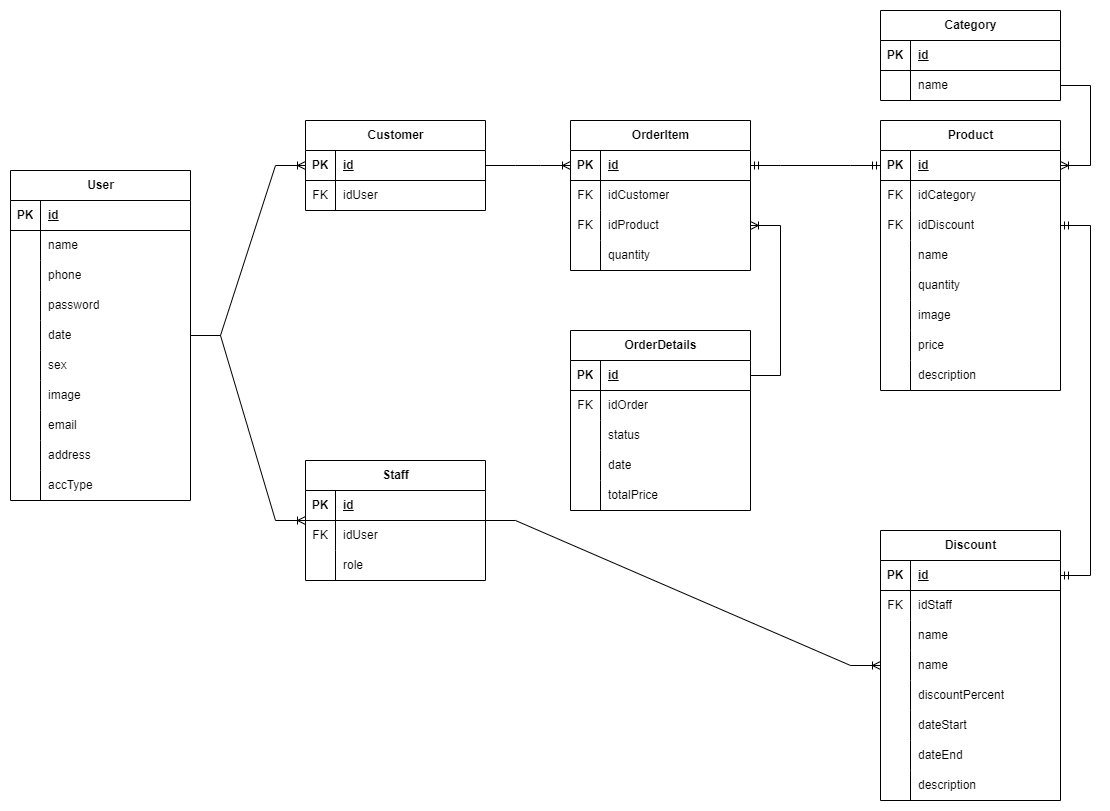 Category
PK id
name
Customer
PK id
FK idUser
OrderItem
PK id
FK idCustomer
FK idProduct
quantity
Product
PK id
FK idCategory
FK idDiscount
name
quantity
image
price
description
User
PK id
name
phone
password
date
sex
image
email
address
accType
OrderDetails
PK id
FK idOrder
status
date
totalPrice
Staff
PK id
FK idUser
role
Discount
PK id
FK idStaff
name
name
discountPercent
dateStart
dateEnd
description